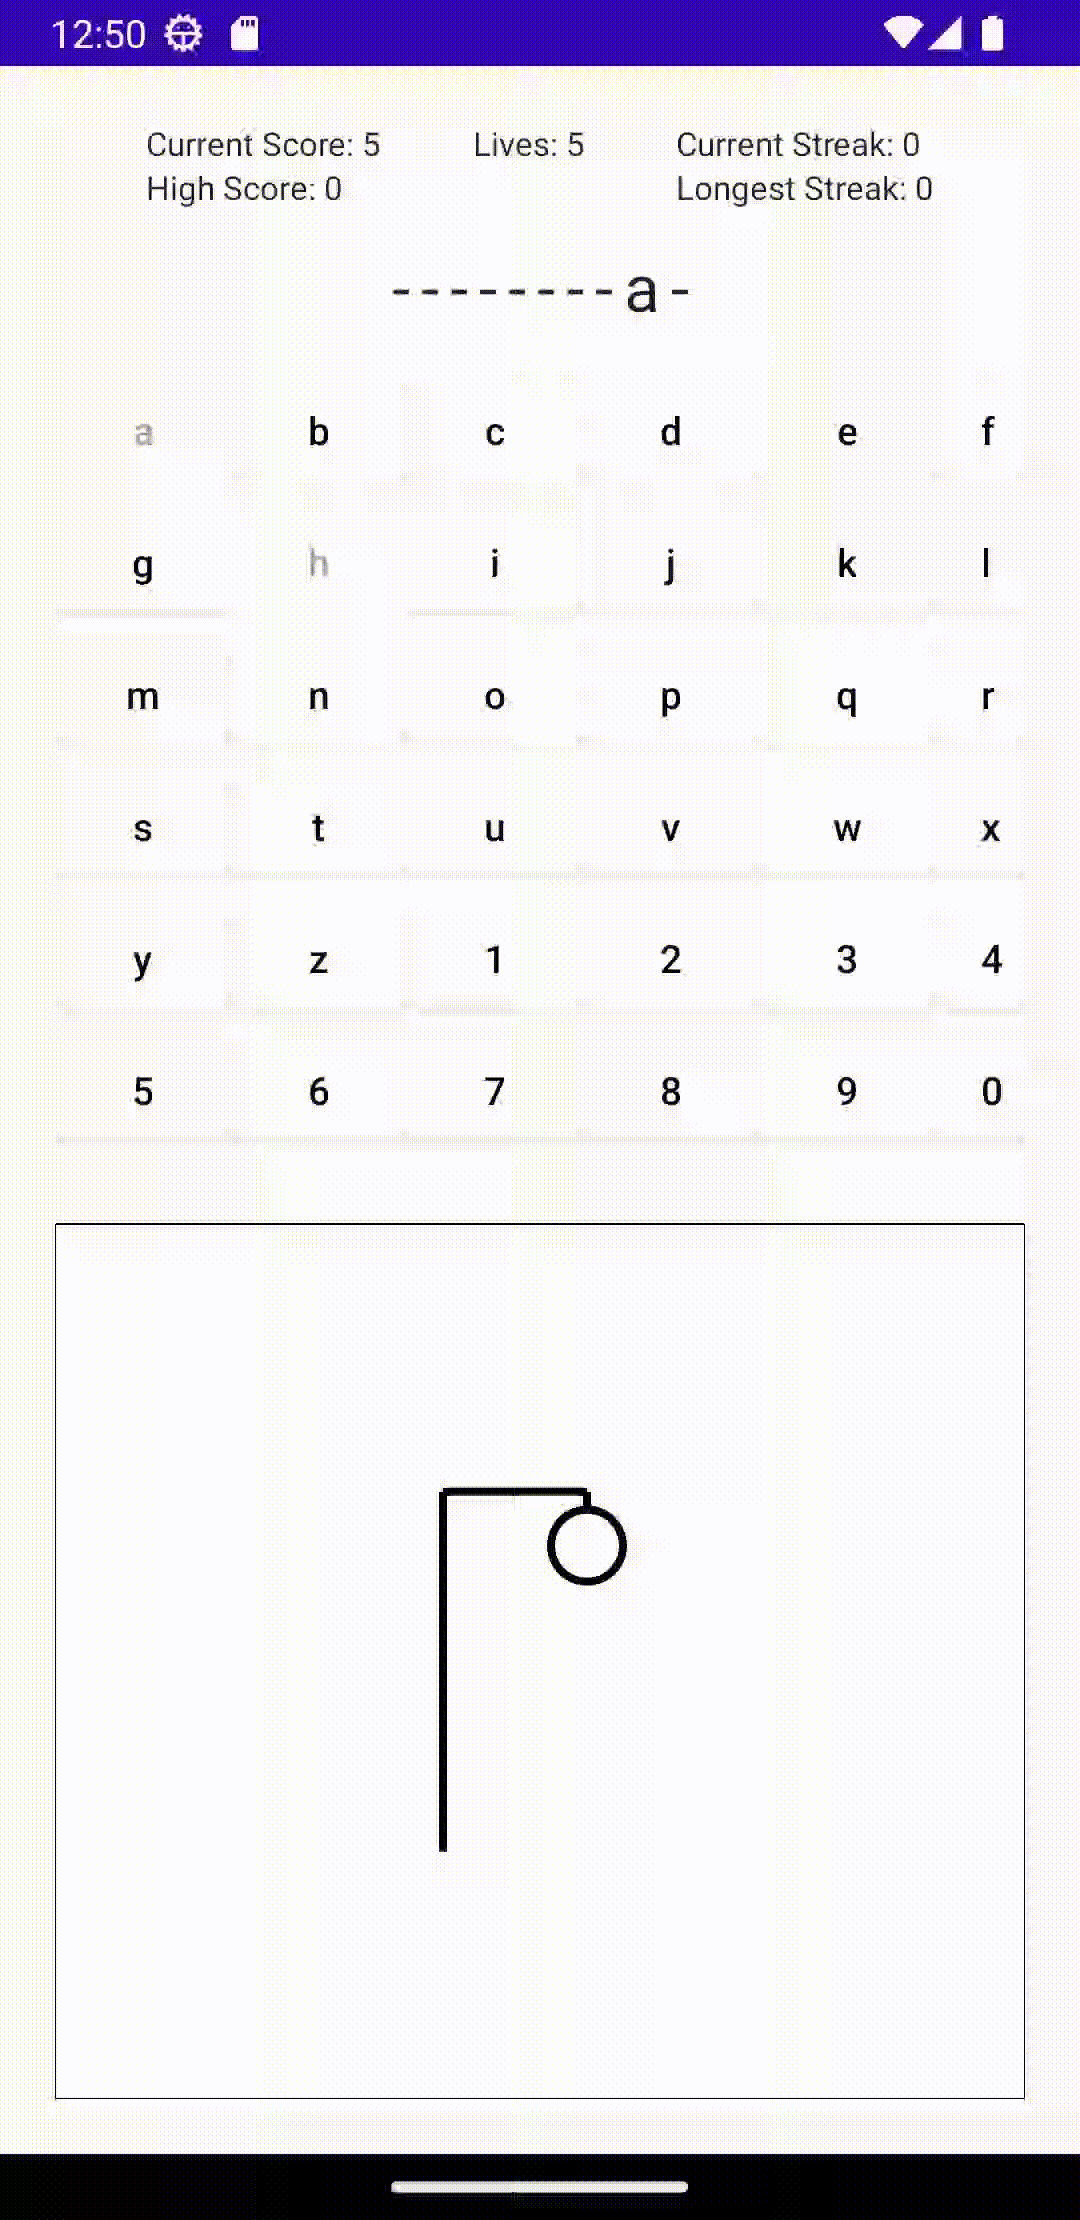 12:50
Current Score: 5 Lives: 5 Current Streak: 0
High Score: 0 Longest Streak: 0
--------a-
a b c d e f
g h i j k l
m n o p q r
s t u v w x
y z 1 2 3 4
5 6 7 8 9 0